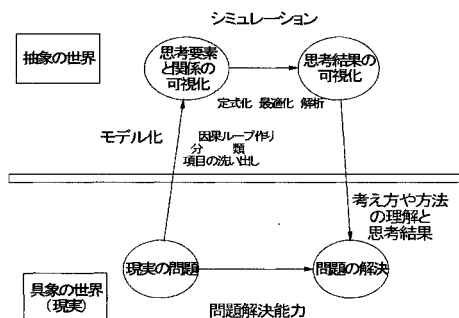 シミュレーション
抽象の世界
思考要素
と関係の
可視化
思考結果の
可視化
定式化 最適化 解析
モデル化
因果ループ作り
分 類
項目の洗い出し
考え方や方法
の理解と
思考結果
現実の問題
問題の解決
具象の世界
(現実)
問題解決能力